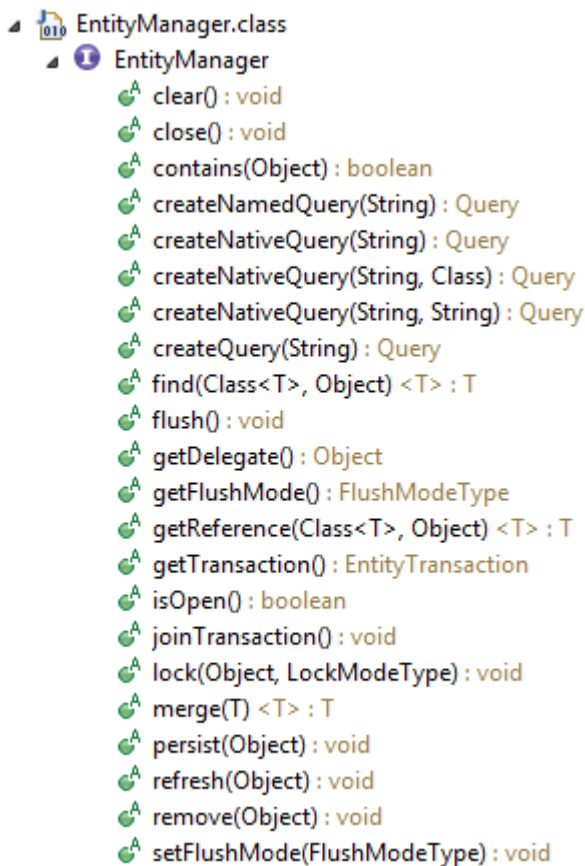 EntityManager.class
EntityManager
clear() : void
close() : void
contains(Object) : boolean
createNamedQuery(String) : Query
createNativeQuery(String) : Query
createNativeQuery(String, Class) : Query
createNativeQuery(String, String) : Query
createQuery(String) : Query
find(Class<T>, Object) <T> : T
flush() : void
getDelegate() : Object
getFlushMode() : FlushModeType
getReference(Class<T>, Object) <T> : T
getTransaction() : EntityTransaction
isOpen() : boolean
joinTransaction() : void
lock(Object, LockModeType) : void
merge(T) <T> : T
persist(Object) : void
refresh(Object) : void
remove(Object) : void
setFlushMode(FlushModeType) : void